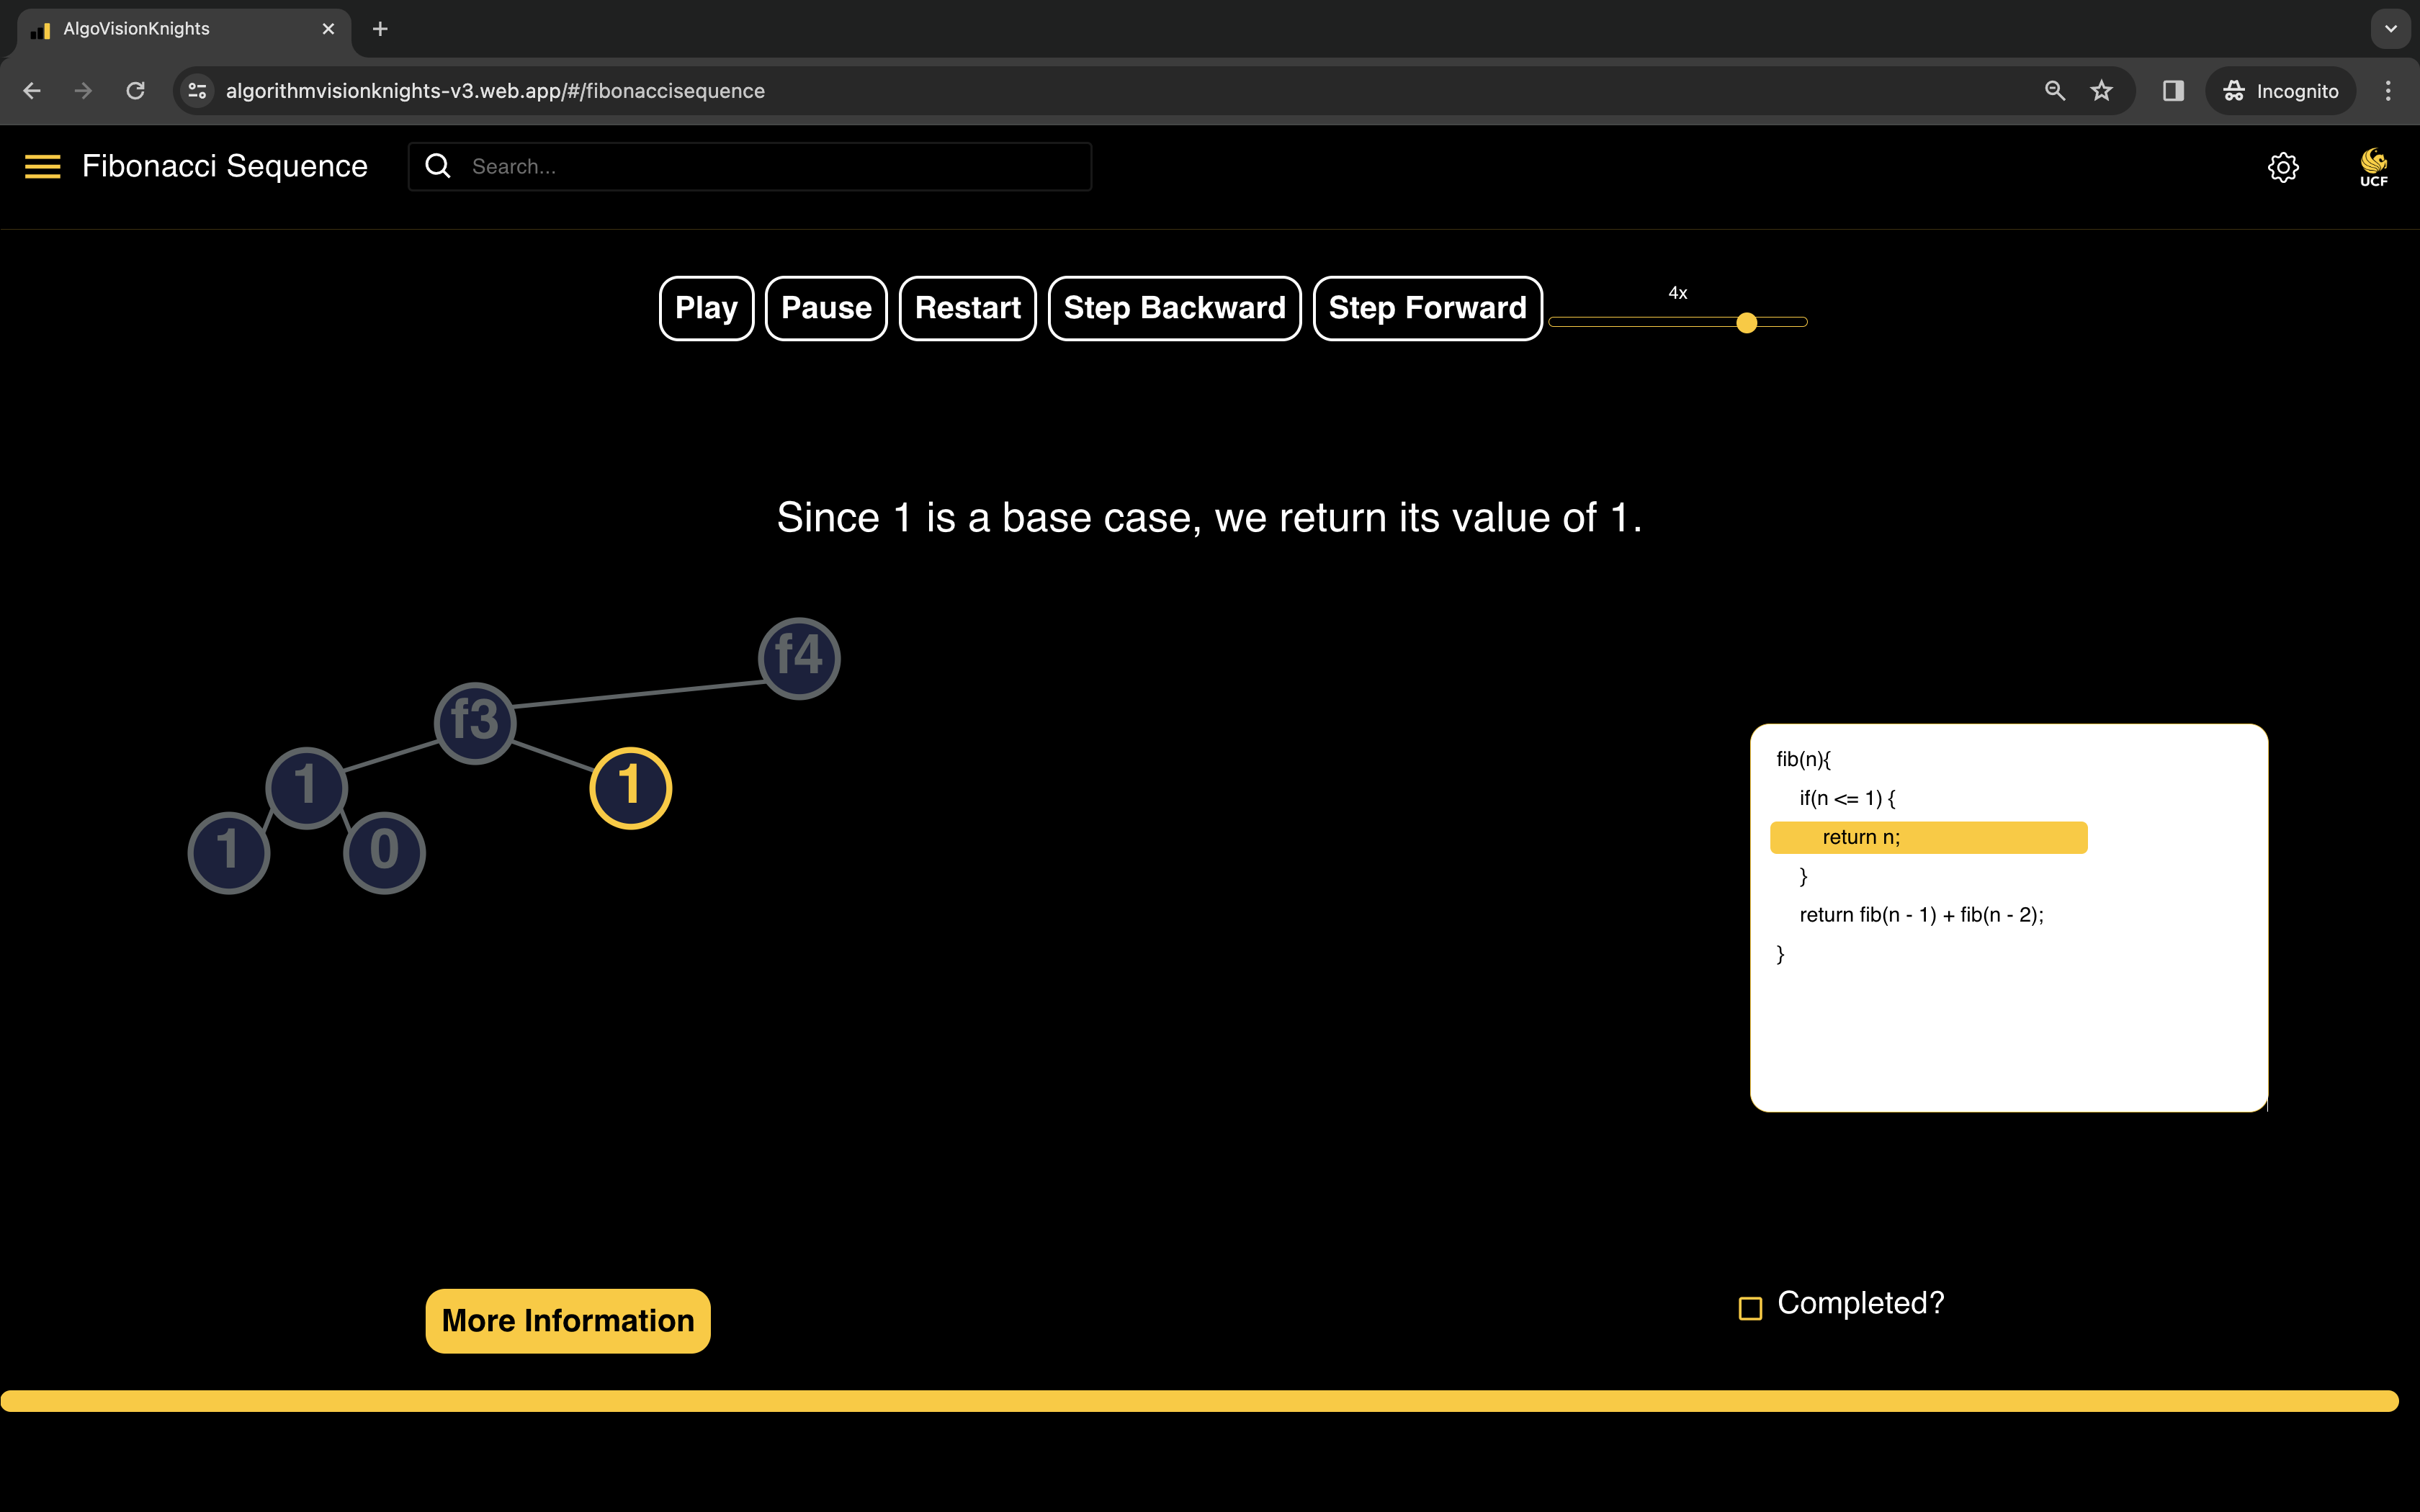 AlgoVisionKnights
algorithmvisionknights-v3.web.app/#/fibonaccisequence
Incognito
Fibonacci Sequence
Search...
UCF
Play
Pause
Restart
Step Backward
Step Forward
4x
Since 1 is a base case, we return its value of 1.
f4
f3
1
1
1
0
fib(n){
if(n <= 1) {
return n;
}
return fib(n - 1) + fib(n - 2);
}
More Information
Completed?